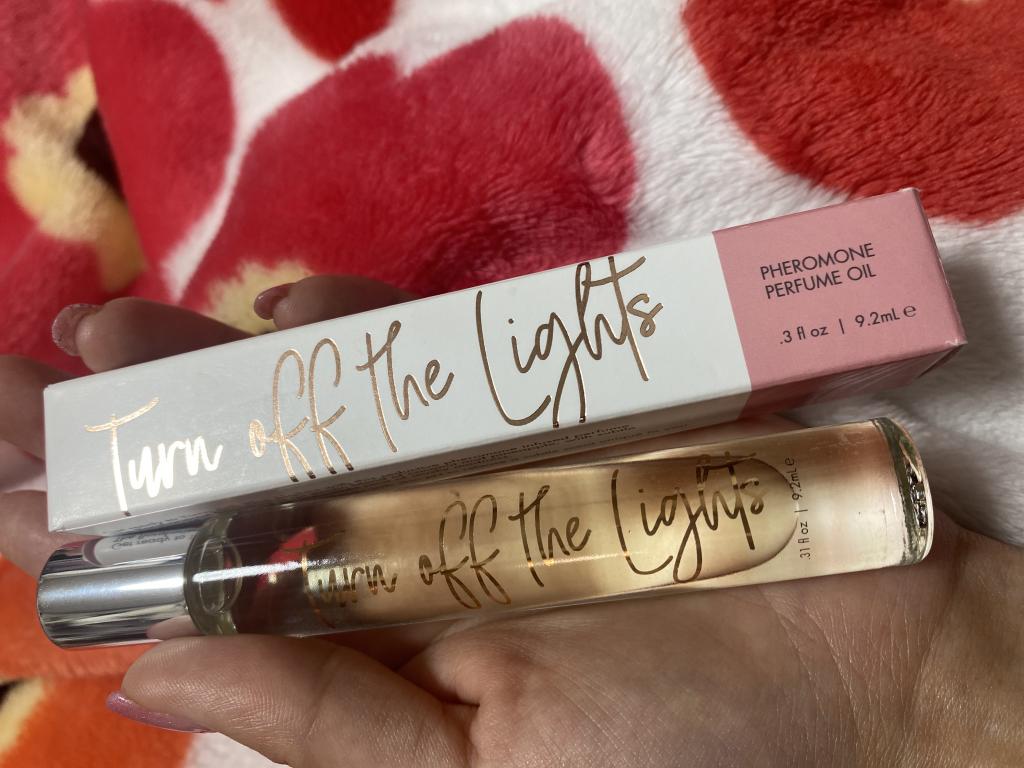 Turn off the Lights
PHEROMONE
PERFUME OIL
.3 fl oz | 9.2mL e
Turn off the Lights
.31 fl oz | 9.2mL e